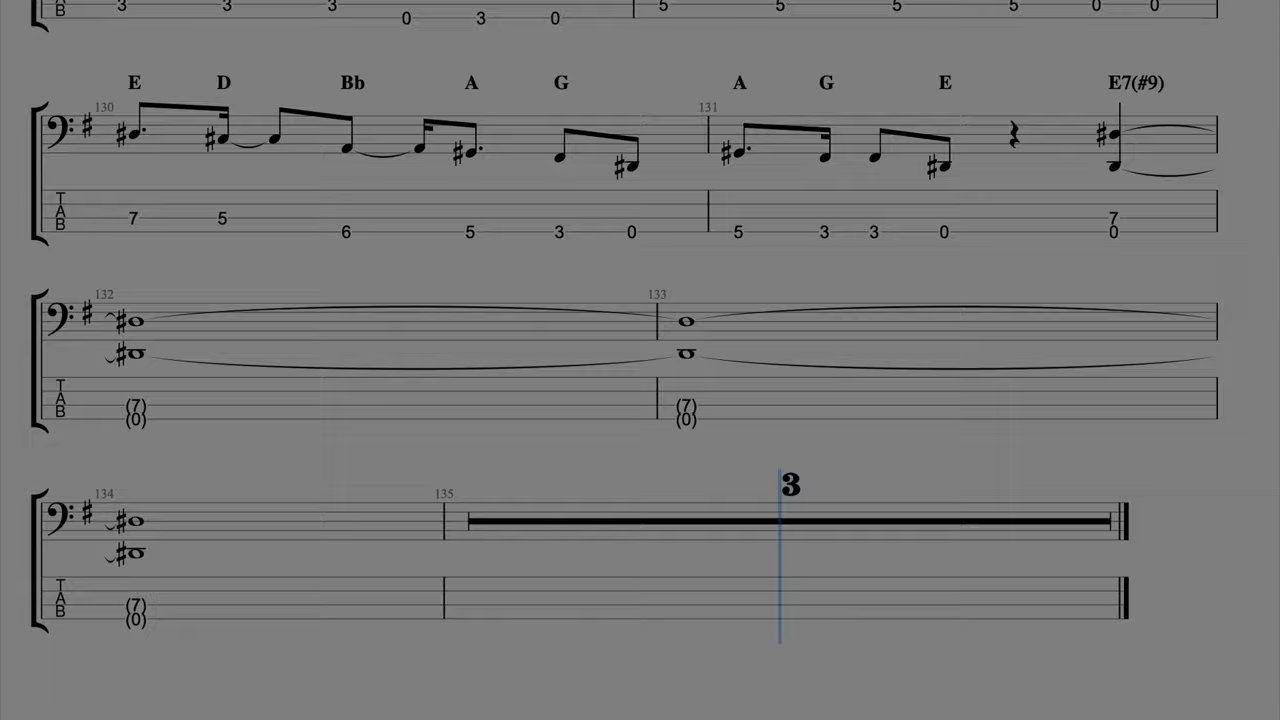 3 3 3 0 3 0 5 5 5 5 0 0
E D Bb A G A G E E7(#9)
130 131
T A B 7 5 6 5 3 0 5 3 3 0 7 0
132 133
T A B (7) (0) (7) (0)
134 135 3
T A B (7) (0)